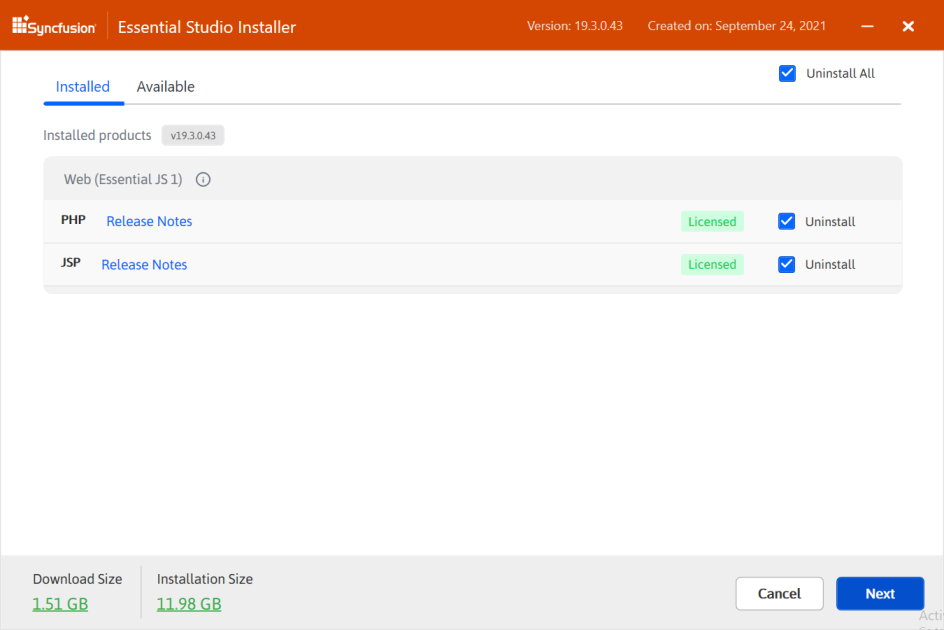 Syncfusion Essential Studio Installer Version: 19.3.0.43 Created on: September 24, 2021
Installed Available Uninstall All
Installed products v19.3.0.43
Web (Essential JS 1)
PHP Release Notes Licensed Uninstall
JSP Release Notes Licensed Uninstall
Download Size Installation Size
1.51 GB 11.98 GB Cancel Next
Acti